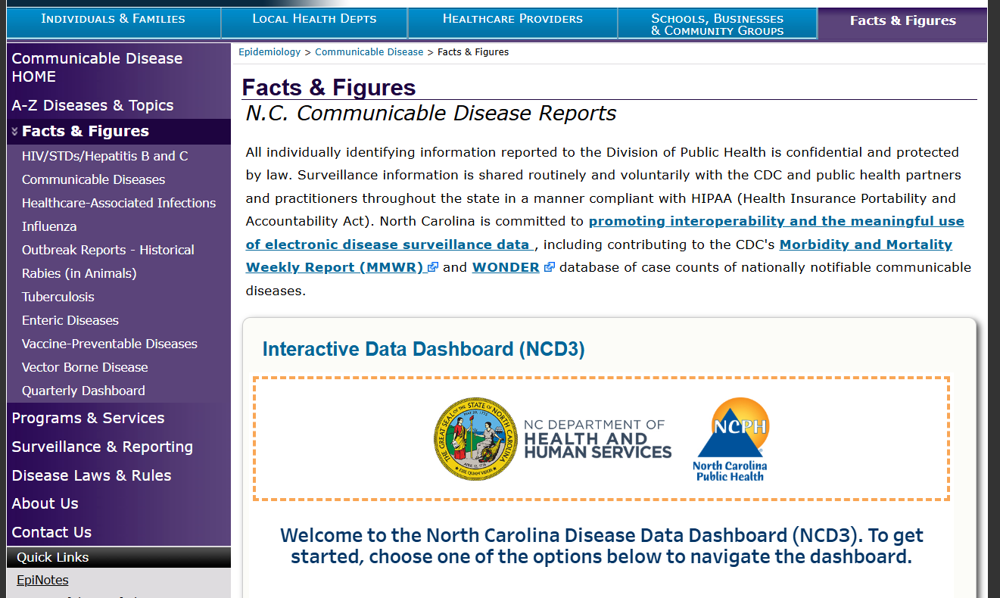 Individuals & Families
Local Health Depts
Healthcare Providers
Schools, Businesses
& Community Groups
Facts & Figures
Communicable Disease
HOME
A-Z Diseases & Topics
Facts & Figures
HIV/STDs/Hepatitis B and C
Communicable Diseases
Healthcare-Associated Infections
Influenza
Outbreak Reports - Historical
Rabies (in Animals)
Tuberculosis
Enteric Diseases
Vaccine-Preventable Diseases
Vector Borne Disease
Quarterly Dashboard
Programs & Services
Surveillance & Reporting
Disease Laws & Rules
About Us
Contact Us
Quick Links
EpiNotes
Epidemiology > Communicable Disease > Facts & Figures
Facts & Figures
N.C. Communicable Disease Reports
All individually identifying information reported to the Division of Public Health is confidential and protected
by law. Surveillance information is shared routinely and voluntarily with the CDC and public health partners
and practitioners throughout the state in a manner compliant with HIPAA (Health Insurance Portability and
Accountability Act). North Carolina is committed to promoting interoperability and the meaningful use
of electronic disease surveillance data , including contributing to the CDC's Morbidity and Mortality
Weekly Report (MMWR) and WONDER database of case counts of nationally notifiable communicable
diseases.
Interactive Data Dashboard (NCD3)
THE GREAT SEAL OF THE STATE OF NORTH CAROLINA
MAY 20, 1775
APRIL 12, 1776
ESSE QUAM VIDERI
NC DEPARTMENT OF
HEALTH AND
HUMAN SERVICES
NCPH
North Carolina
Public Health
Welcome to the North Carolina Disease Data Dashboard (NCD3). To get
started, choose one of the options below to navigate the dashboard.